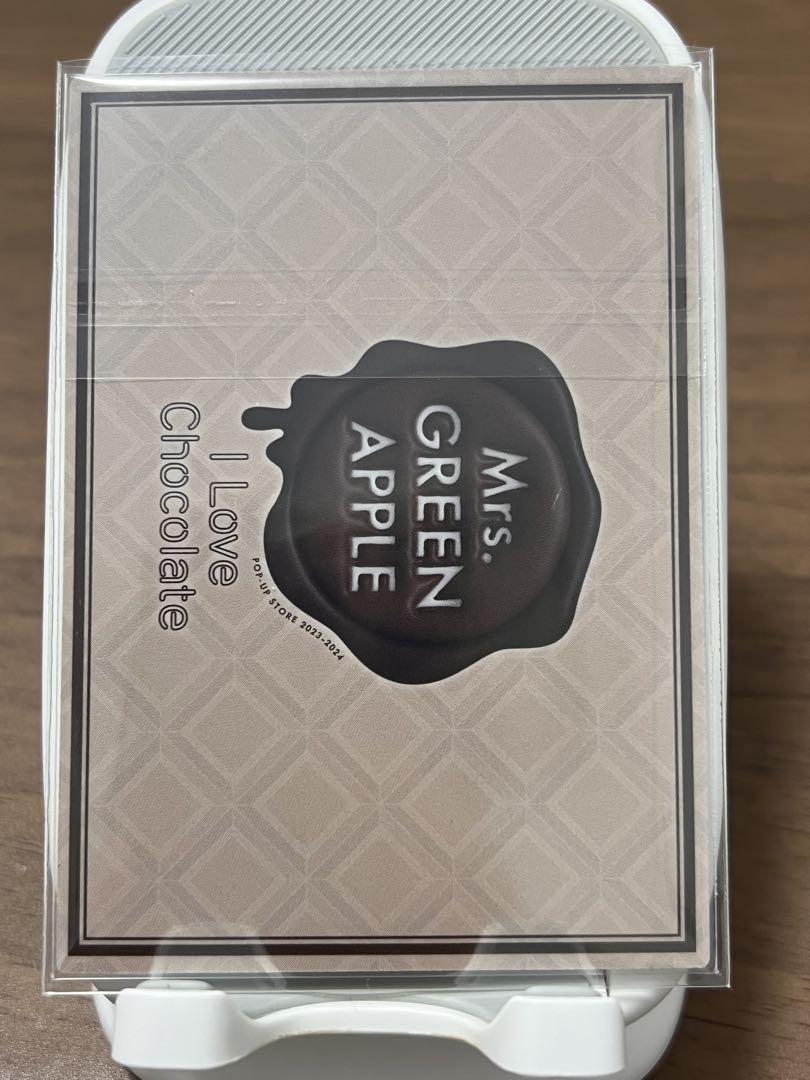 Mrs.
GREEN
APPLE
POP-UP STORE 2023-2024
I Love
Chocolate